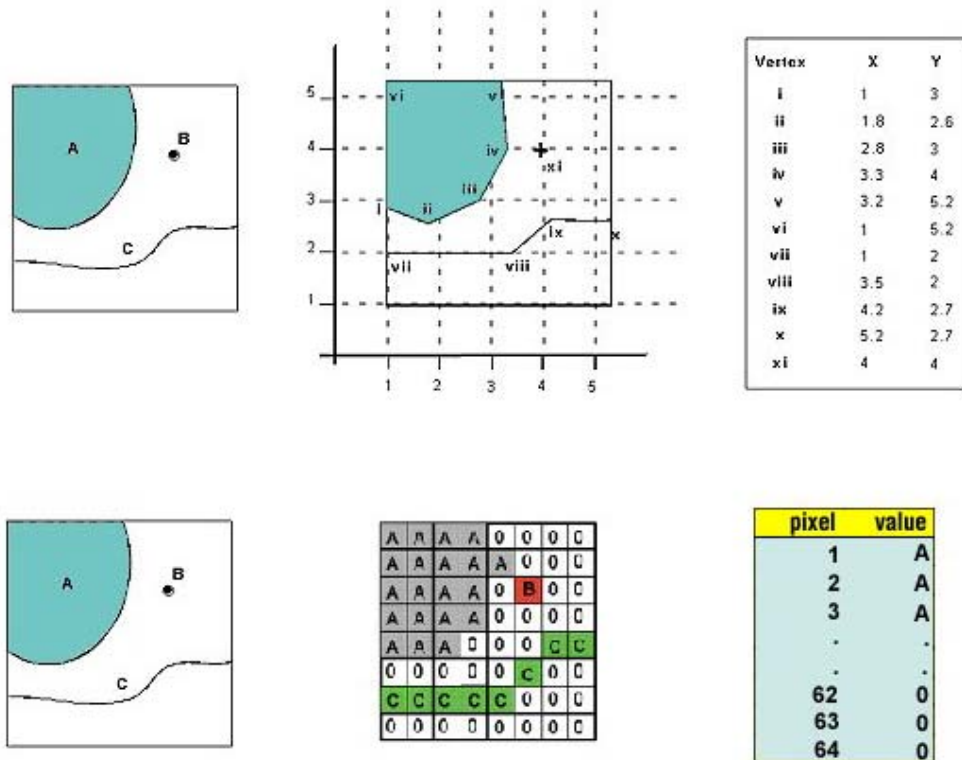 A
B
C
5
4
3
2
1
vi
v
iv
xi
iii
i
ii
ix
x
vii
viii
1 2 3 4 5
Vertex X Y
i 1 3
ii 1.8 2.6
iii 2.8 3
iv 3.3 4
v 3.2 5.2
vi 1 5.2
vii 1 2
viii 3.5 2
ix 4.2 2.7
x 5.2 2.7
xi 4 4
A
B
C
A A A A 0 0 0 0
A A A A A 0 0 0
A A A A 0 B 0 0
A A A A 0 0 0 0
A A A 0 0 0 C C
0 0 0 0 0 C 0 0
C C C C C 0 0 0
0 0 0 0 0 0 0 0
pixel value
1 A
2 A
3 A
. .
. .
62 0
63 0
64 0